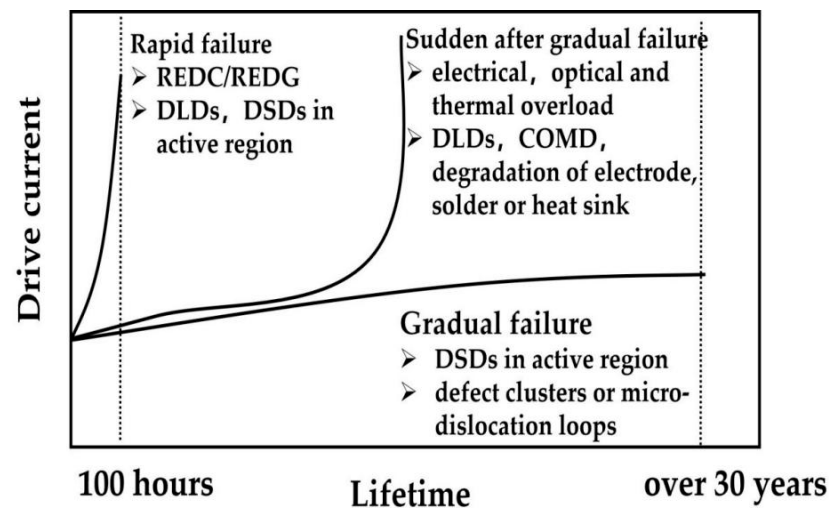 Rapid failure
➢ REDC/REDG
➢ DLDs, DSDs in
active region
Sudden after gradual failure
➢ electrical, optical and
thermal overload
➢ DLDs, COMD,
degradation of electrode,
solder or heat sink
Drive current
Gradual failure
➢ DSDs in active region
➢ defect clusters or micro-
dislocation loops
100 hours
Lifetime
over 30 years